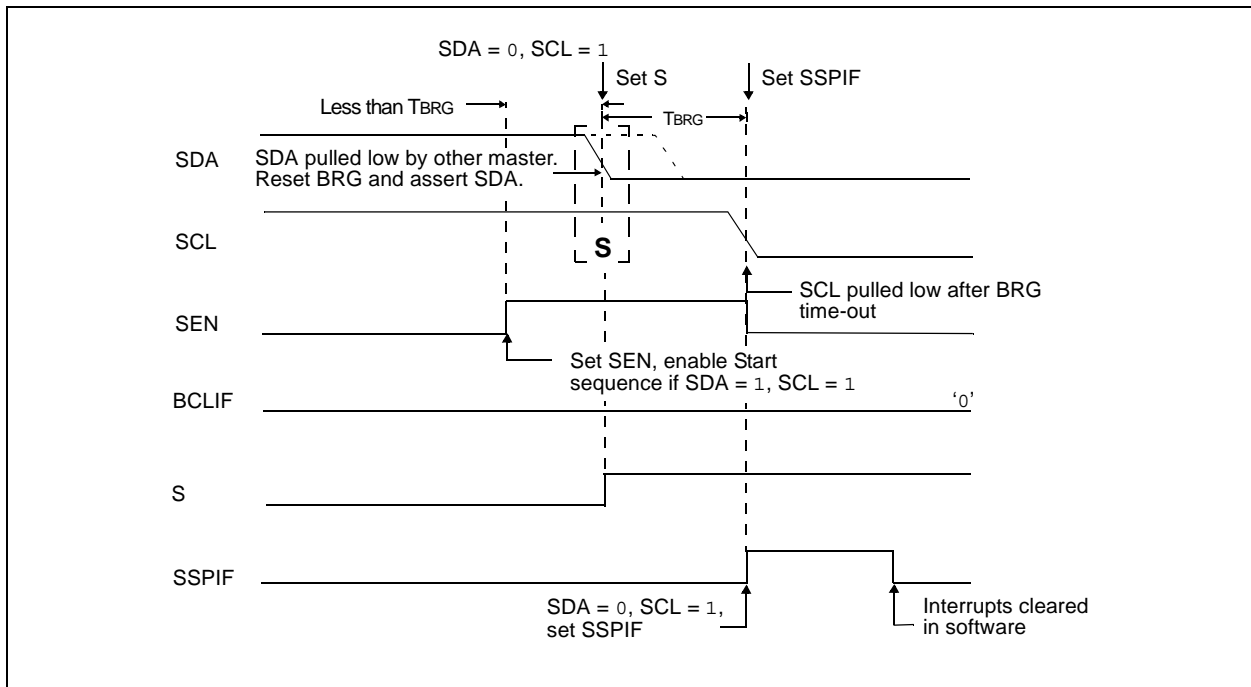 SDA = 0, SCL = 1
Set S
Set SSPIF
Less than TBRG
TBRG
SDA
SDA pulled low by other master.
Reset BRG and assert SDA.
SCL
S
SCL pulled low after BRG
time-out
SEN
Set SEN, enable Start
sequence if SDA = 1, SCL = 1
BCLIF
‘0’
S
SSPIF
SDA = 0, SCL = 1,
set SSPIF
Interrupts cleared
in software